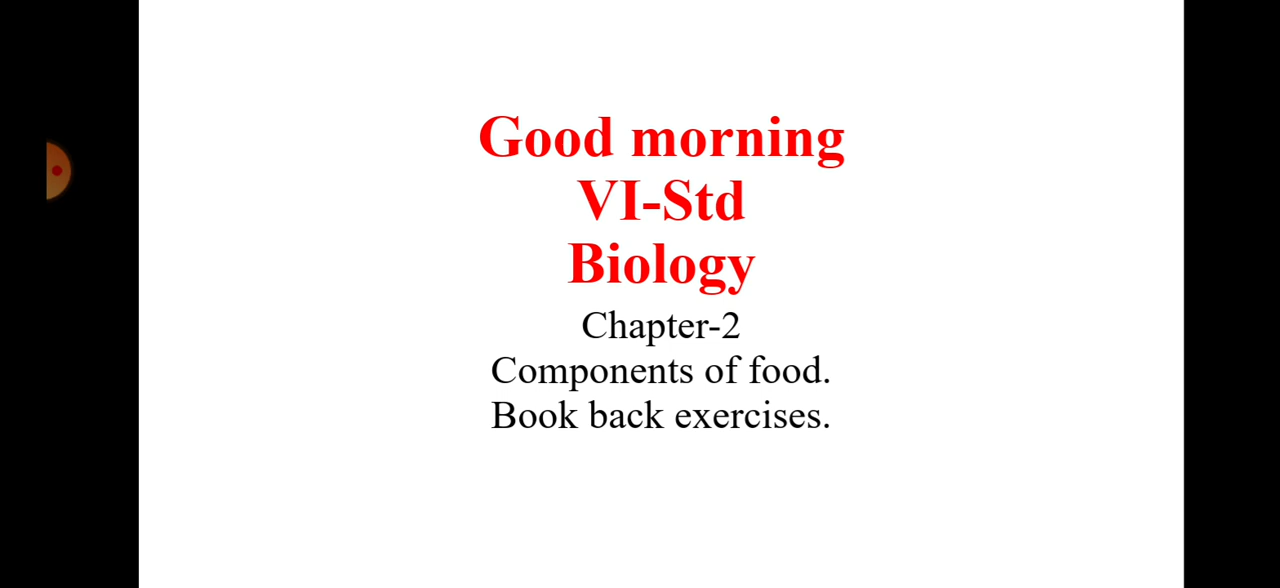 Good morning
VI-Std
Biology
Chapter-2
Components of food.
Book back exercises.